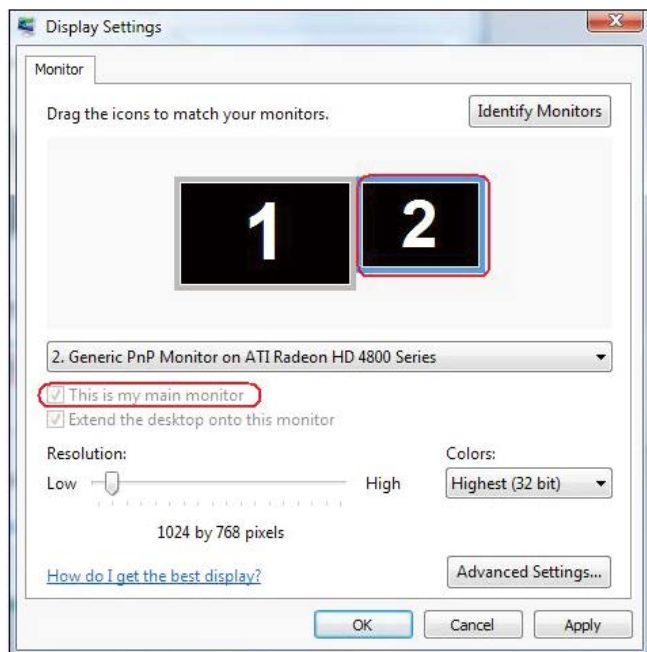 Display Settings
Monitor
Drag the icons to match your monitors.
Identify Monitors
1
2
2. Generic PnP Monitor on ATI Radeon HD 4800 Series
This is my main monitor
Extend the desktop onto this monitor
Resolution:
Colors:
Low
High
Highest (32 bit)
1024 by 768 pixels
How do I get the best display?
Advanced Settings...
OK
Cancel
Apply